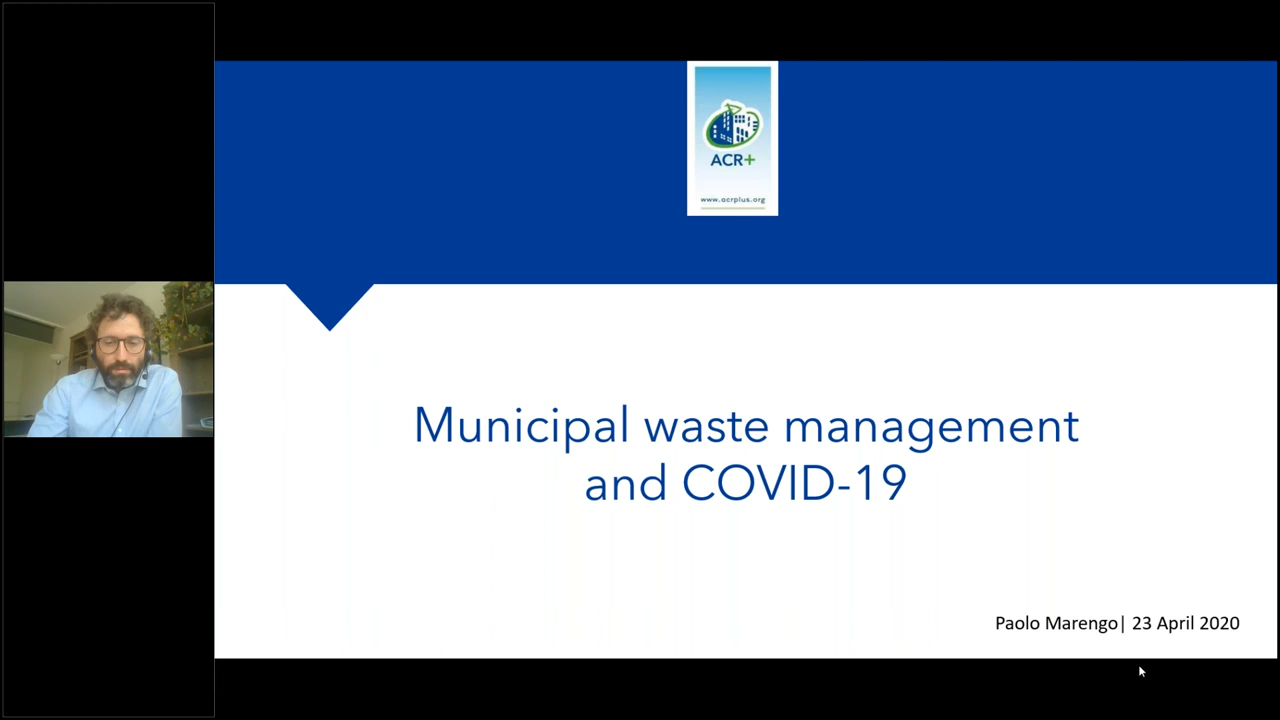 ACR+
www.acrplus.org
Municipal waste management
and COVID-19
Paolo Marengo| 23 April 2020